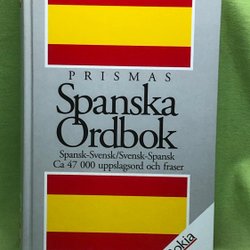 PRISMAS
Spanska
Ordbok
Spansk-Svensk/Svensk-Spansk
Ca 47 000 uppslagsord och fraser